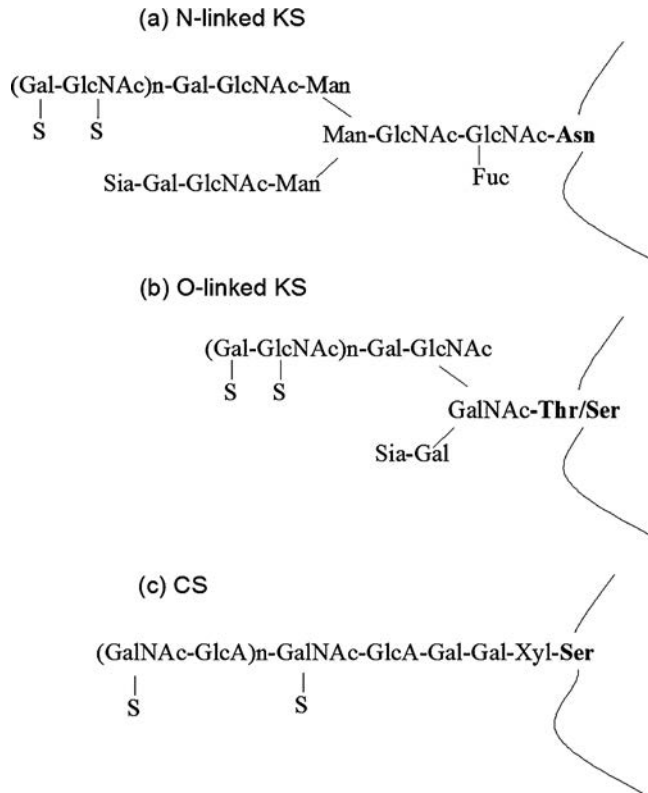 (a) N-linked KS
(Gal-GlcNAc)n-Gal-GlcNAc-Man
S S
Man-GlcNAc-GlcNAc-Asn
Sia-Gal-GlcNAc-Man
Fuc
(b) O-linked KS
(Gal-GlcNAc)n-Gal-GlcNAc
S S
GalNAc-Thr/Ser
Sia-Gal
(c) CS
(GalNAc-GlcA)n-GalNAc-GlcA-Gal-Gal-Xyl-Ser
S S